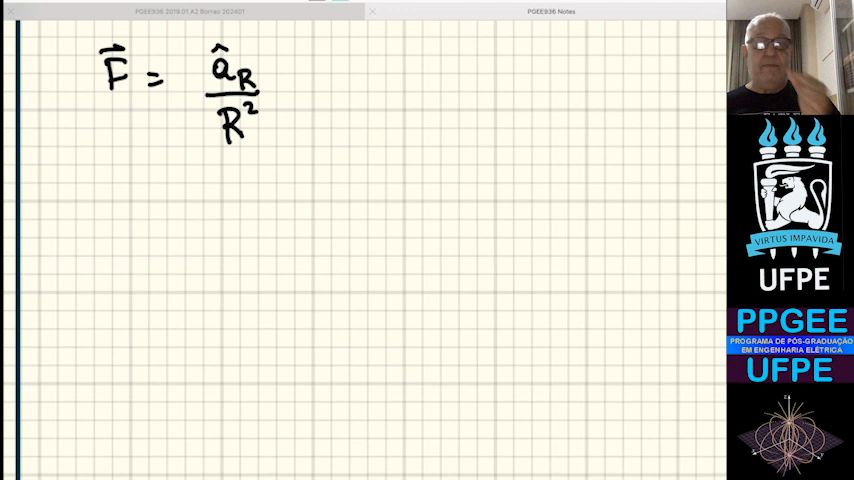 PGEE936 2019.01 A2 Bomax 202401
PGEE936 Notes
F⃗ = â_R / R²
VIRTUS IMPAVIDA
UFPE
PPGEE
PROGRAMA DE PÓS-GRADUAÇÃO
EM ENGENHARIA ELÉTRICA
UFPE